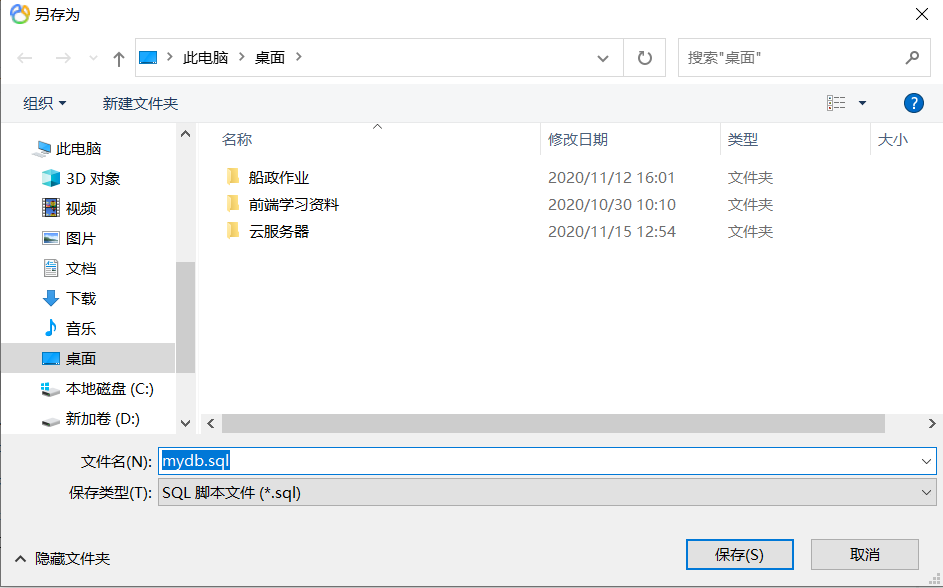 另存为
此电脑 桌面 搜索"桌面"
组织 新建文件夹 ?
此电脑
3D 对象
视频
图片
文档
下载
音乐
桌面
本地磁盘 (C:)
新加卷 (D:)
名称 修改日期 类型 大小
船政作业 2020/11/12 16:01 文件夹
前端学习资料 2020/10/30 10:10 文件夹
云服务器 2020/11/15 12:54 文件夹
文件名(N): mydb.sql
保存类型(T): SQL 脚本文件 (*.sql)
隐藏文件夹 保存(S) 取消